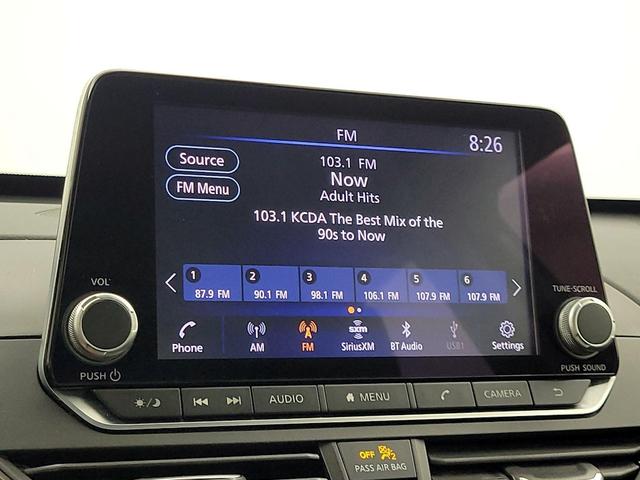 FM
8:26
Source
FM Menu
103.1 FM
Now
Adult Hits
103.1 KCDA The Best Mix of the
90s to Now
1 2 3 4 5 6
87.9 FM 90.1 FM 98.1 FM 106.1 FM 107.9 FM 107.9 FM
Phone AM FM SiriusXM BT Audio USB1 Settings
sxm
VOL
PUSH
TUNE·SCROLL
PUSH SOUND
AUDIO MENU CAMERA
OFF 2
PASS AIR BAG